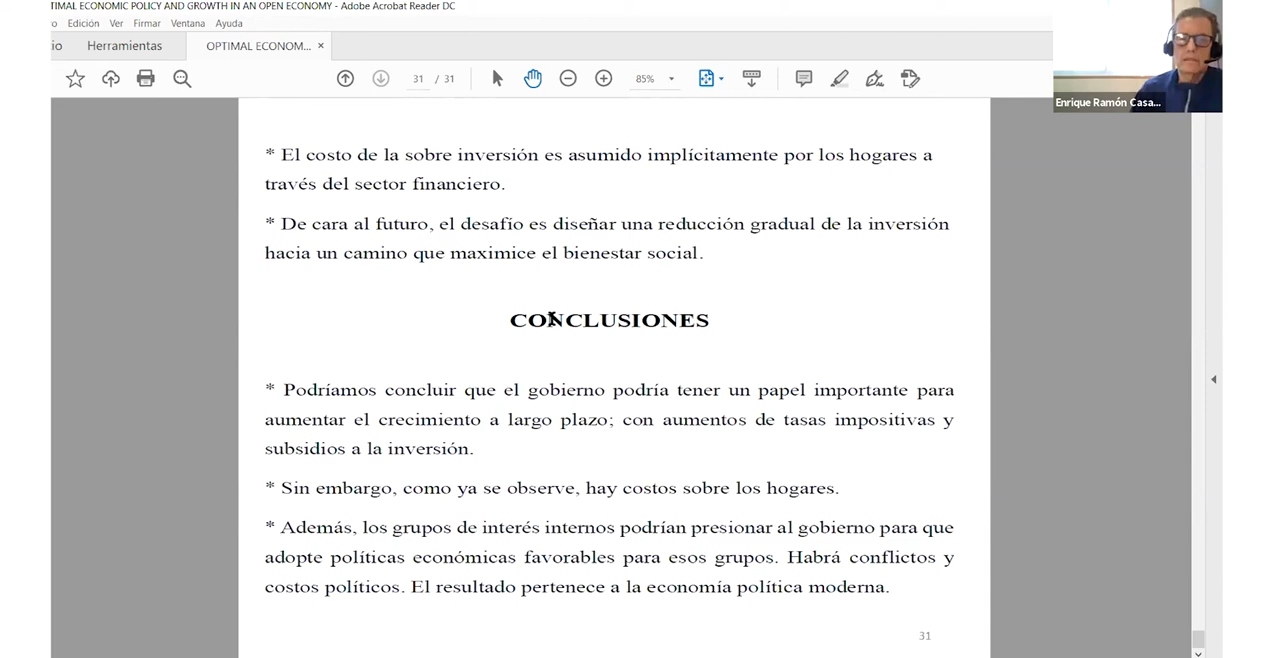 TIMAL ECONOMIC POLICY AND GROWTH IN AN OPEN ECONOMY - Adobe Acrobat Reader DC
o Edición Ver Firmar Ventana Ayuda
io Herramientas OPTIMAL ECONOM... ×
31 / 31 85%
Enrique Ramón Casa...
* El costo de la sobre inversión es asumido implícitamente por los hogares a
través del sector financiero.
* De cara al futuro, el desafío es diseñar una reducción gradual de la inversión
hacia un camino que maximice el bienestar social.
CONCLUSIONES
* Podríamos concluir que el gobierno podría tener un papel importante para
aumentar el crecimiento a largo plazo; con aumentos de tasas impositivas y
subsidios a la inversión.
* Sin embargo, como ya se observe, hay costos sobre los hogares.
* Además, los grupos de interés internos podrían presionar al gobierno para que
adopte políticas económicas favorables para esos grupos. Habrá conflictos y
costos políticos. El resultado pertenece a la economía política moderna.
31